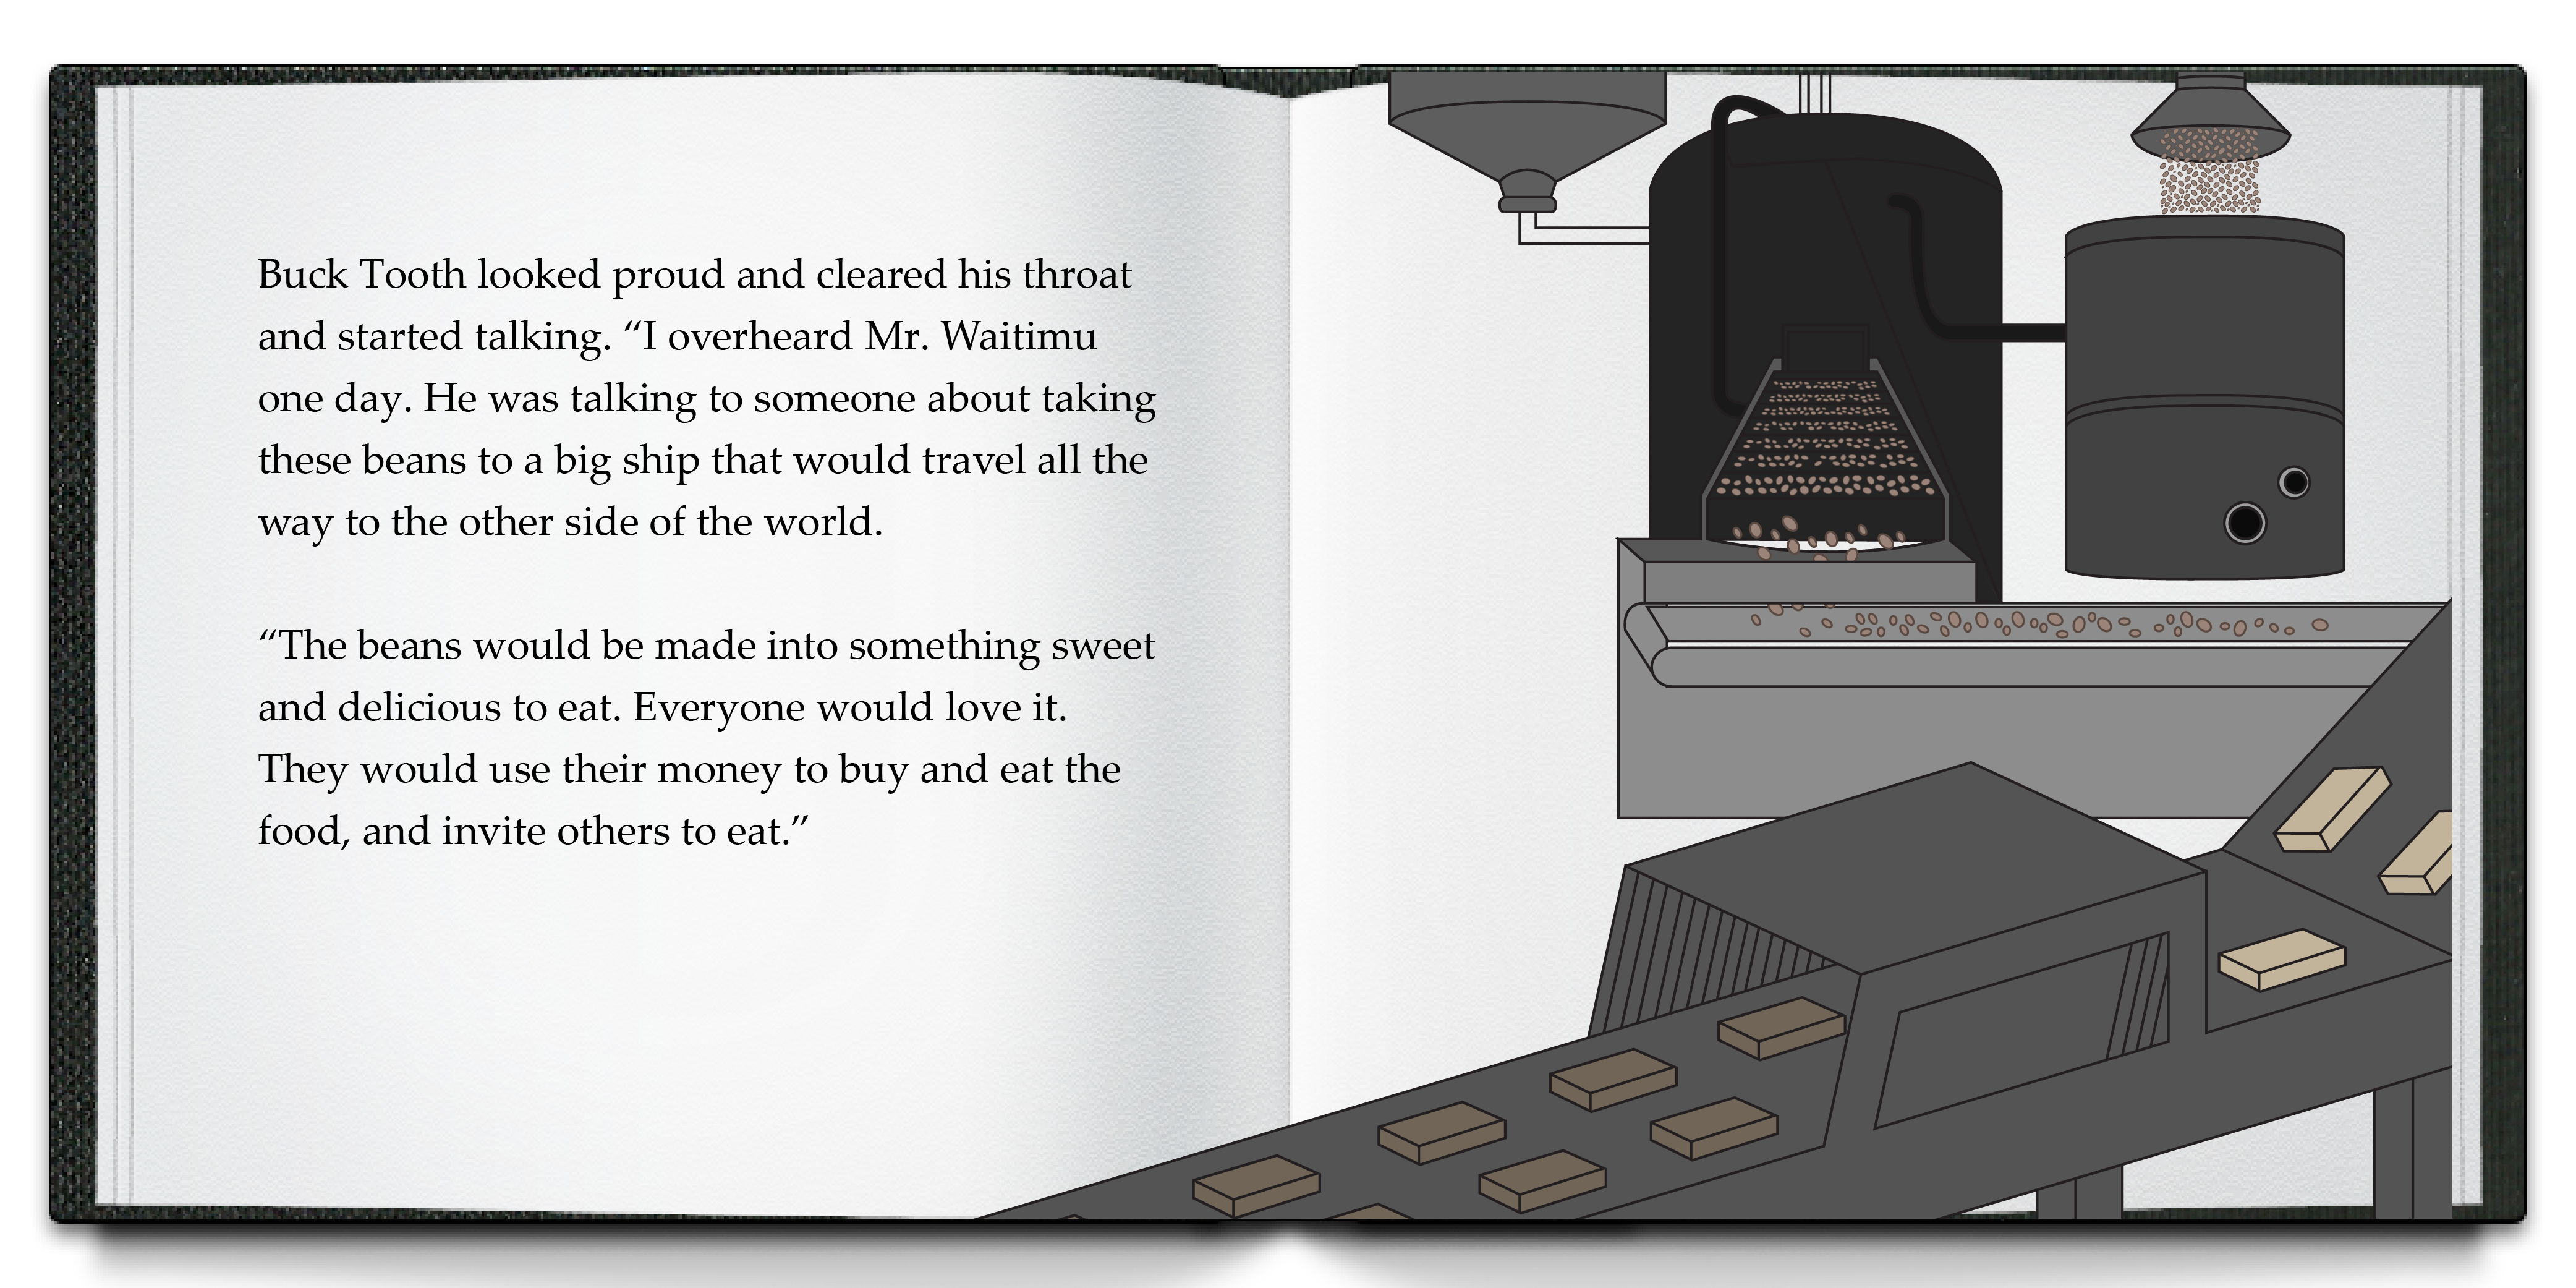 Buck Tooth looked proud and cleared his throat
and started talking. “I overheard Mr. Waitimu
one day. He was talking to someone about taking
these beans to a big ship that would travel all the
way to the other side of the world.
“The beans would be made into something sweet
and delicious to eat. Everyone would love it.
They would use their money to buy and eat the
food, and invite others to eat.”